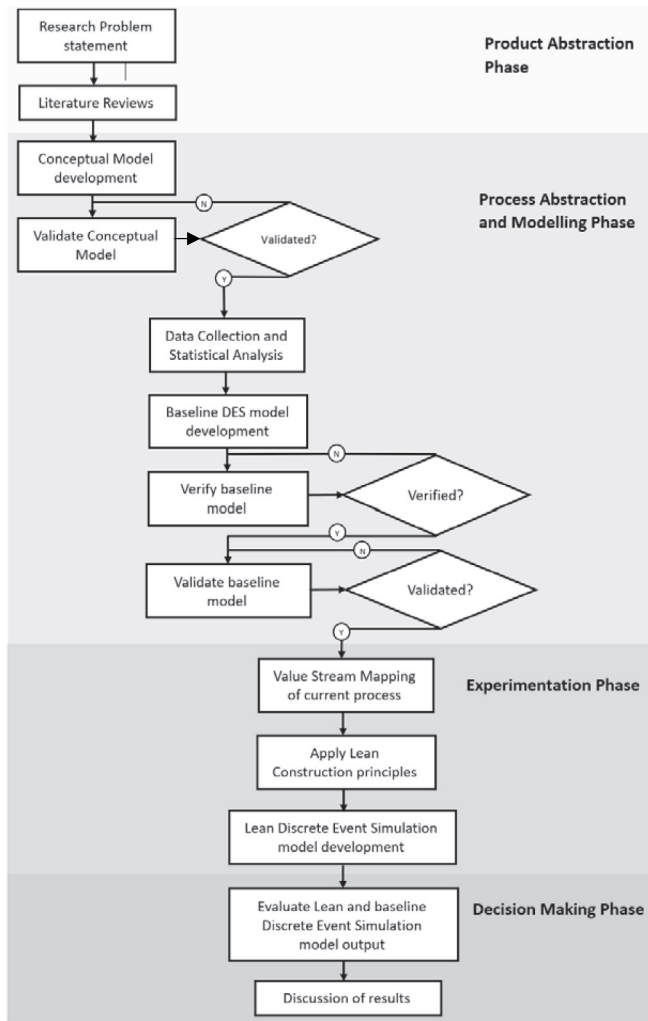 Research Problem
statement
Product Abstraction
Phase
Literature Reviews
Conceptual Model
development
Process Abstraction
and Modelling Phase
N
Validate Conceptual
Model
Validated?
Y
Data Collection and
Statistical Analysis
Baseline DES model
development
N
Verify baseline
model
Verified?
Y
N
Validate baseline
model
Validated?
Y
Value Stream Mapping
of current process
Experimentation Phase
Apply Lean
Construction principles
Lean Discrete Event Simulation
model development
Evaluate Lean and baseline
Discrete Event Simulation
model output
Decision Making Phase
Discussion of results